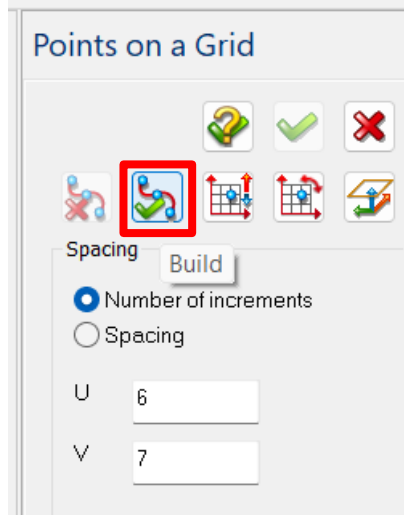 Points on a Grid
Spacing
Build
Number of increments
Spacing
U
6
V
7